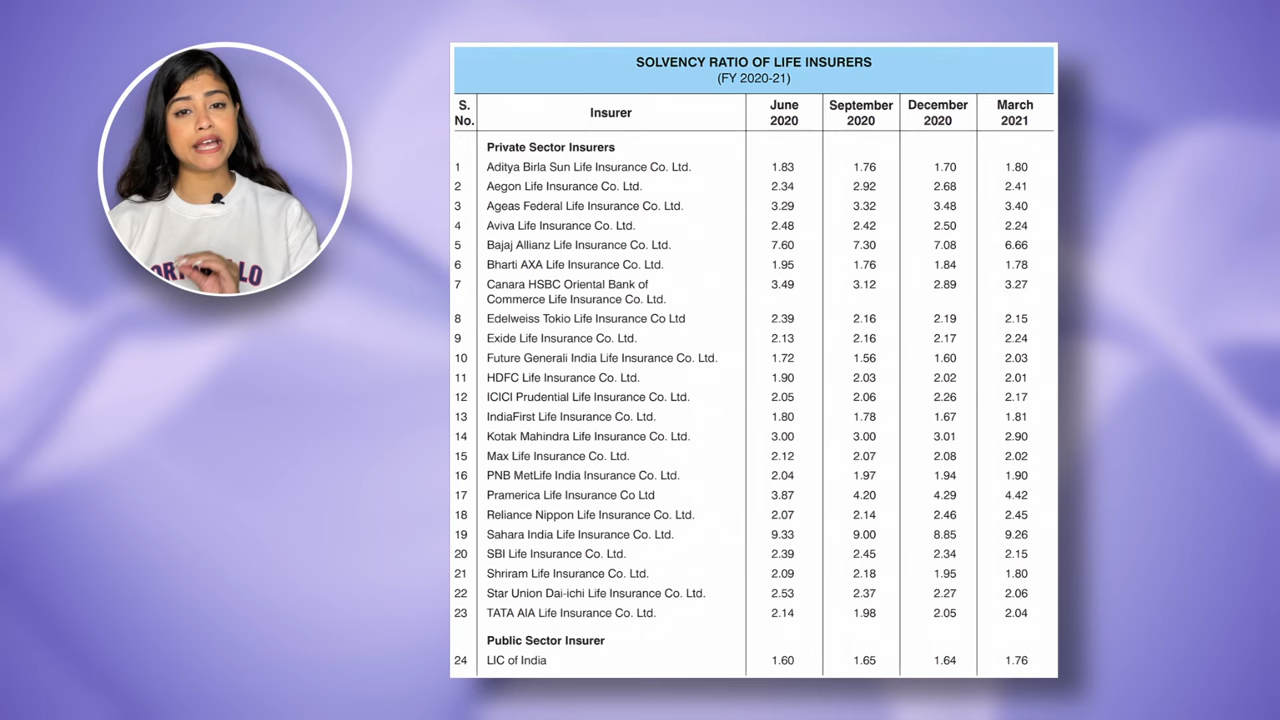 SOLVENCY RATIO OF LIFE INSURERS
(FY 2020-21)
S. No. Insurer June 2020 September 2020 December 2020 March 2021
Private Sector Insurers
1 Aditya Birla Sun Life Insurance Co. Ltd. 1.83 1.76 1.70 1.80
2 Aegon Life Insurance Co. Ltd. 2.34 2.92 2.68 2.41
3 Ageas Federal Life Insurance Co. Ltd. 3.29 3.32 3.48 3.40
4 Aviva Life Insurance Co. Ltd. 2.48 2.42 2.50 2.24
5 Bajaj Allianz Life Insurance Co. Ltd. 7.60 7.30 7.08 6.66
6 Bharti AXA Life Insurance Co. Ltd. 1.95 1.76 1.84 1.78
7 Canara HSBC Oriental Bank of 3.49 3.12 2.89 3.27
Commerce Life Insurance Co. Ltd.
8 Edelweiss Tokio Life Insurance Co Ltd 2.39 2.16 2.19 2.15
9 Exide Life Insurance Co. Ltd. 2.13 2.16 2.17 2.24
10 Future Generali India Life Insurance Co. Ltd. 1.72 1.56 1.60 2.03
11 HDFC Life Insurance Co. Ltd. 1.90 2.03 2.02 2.01
12 ICICI Prudential Life Insurance Co. Ltd. 2.05 2.06 2.26 2.17
13 IndiaFirst Life Insurance Co. Ltd. 1.80 1.78 1.67 1.81
14 Kotak Mahindra Life Insurance Co. Ltd. 3.00 3.00 3.01 2.90
15 Max Life Insurance Co. Ltd. 2.12 2.07 2.08 2.02
16 PNB MetLife India Insurance Co. Ltd. 2.04 1.97 1.94 1.90
17 Pramerica Life Insurance Co Ltd 3.87 4.20 4.29 4.42
18 Reliance Nippon Life Insurance Co. Ltd. 2.07 2.14 2.46 2.45
19 Sahara India Life Insurance Co. Ltd. 9.33 9.00 8.85 9.26
20 SBI Life Insurance Co. Ltd. 2.39 2.45 2.34 2.15
21 Shriram Life Insurance Co. Ltd. 2.09 2.18 1.95 1.80
22 Star Union Dai-ichi Life Insurance Co. Ltd. 2.53 2.37 2.27 2.06
23 TATA AIA Life Insurance Co. Ltd. 2.14 1.98 2.05 2.04
Public Sector Insurer
24 LIC of India 1.60 1.65 1.64 1.76